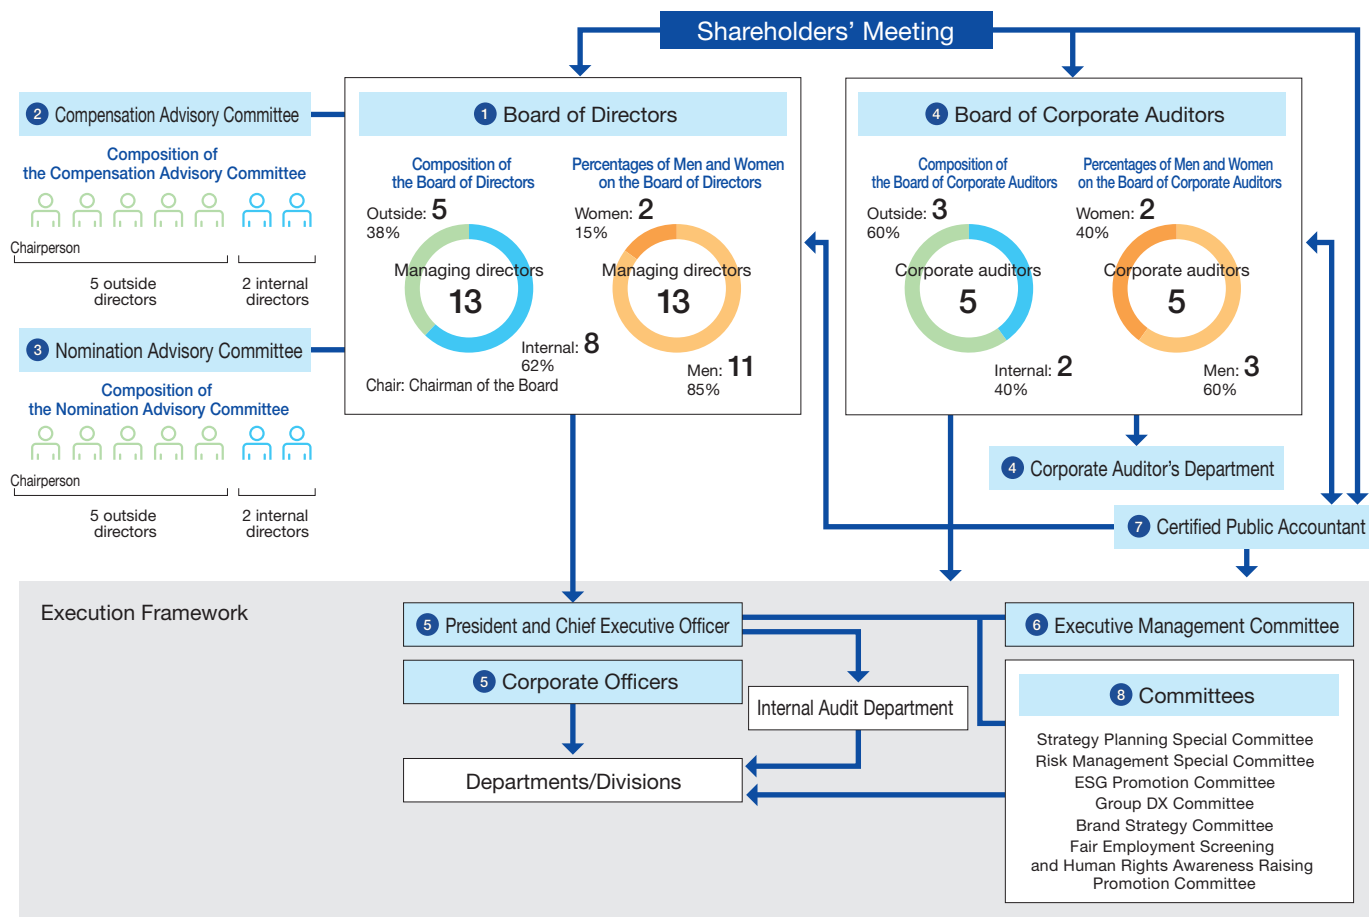 Shareholders’ Meeting
2 Compensation Advisory Committee
Composition of
the Compensation Advisory Committee
Chairperson
5 outside
directors
2 internal
directors
3 Nomination Advisory Committee
Composition of
the Nomination Advisory Committee
Chairperson
5 outside
directors
2 internal
directors
1 Board of Directors
Composition of
the Board of Directors
Outside: 5
38%
Managing directors
13
Internal: 8
62%
Chair: Chairman of the Board
Percentages of Men and Women
on the Board of Directors
Women: 2
15%
Managing directors
13
Men: 11
85%
4 Board of Corporate Auditors
Composition of
the Board of Corporate Auditors
Outside: 3
60%
Corporate auditors
5
Internal: 2
40%
Percentages of Men and Women
on the Board of Corporate Auditors
Women: 2
40%
Corporate auditors
5
Men: 3
60%
4 Corporate Auditor’s Department
7 Certified Public Accountant
Execution Framework
5 President and Chief Executive Officer
5 Corporate Officers
Internal Audit Department
Departments/Divisions
6 Executive Management Committee
8 Committees
Strategy Planning Special Committee
Risk Management Special Committee
ESG Promotion Committee
Group DX Committee
Brand Strategy Committee
Fair Employment Screening
and Human Rights Awareness Raising
Promotion Committee